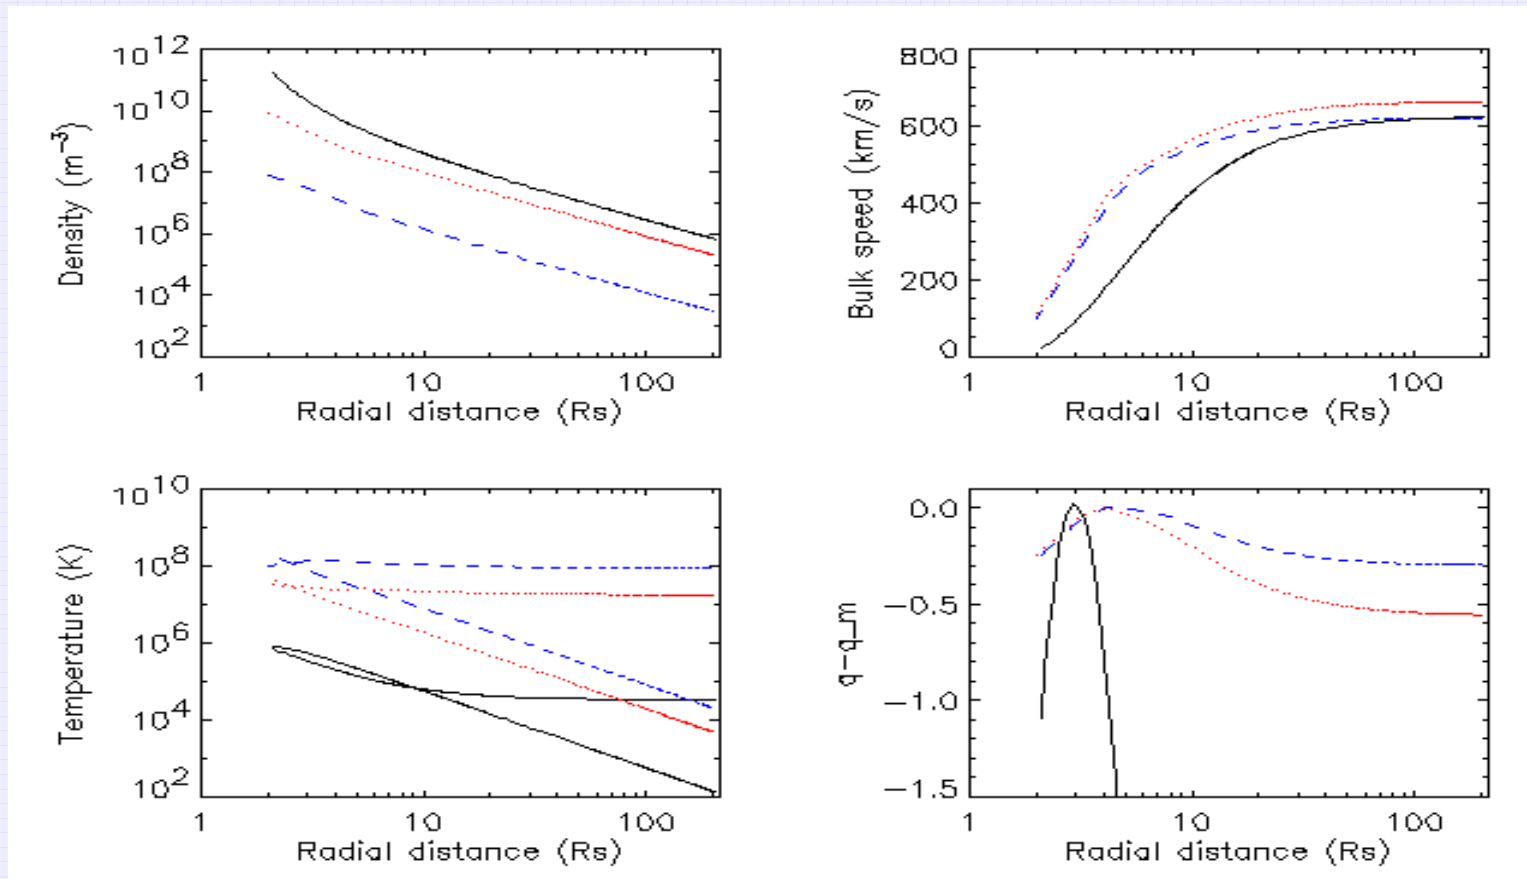 10^12
10^10
10^8
10^6
10^4
10^2
Density (m^-3)
1 10 100
Radial distance (Rs)
800
600
400
200
0
Bulk speed (km/s)
1 10 100
Radial distance (Rs)
10^10
10^8
10^6
10^4
10^2
Temperature (K)
1 10 100
Radial distance (Rs)
0.0
-0.5
-1.0
-1.5
q-q_m
1 10 100
Radial distance (Rs)